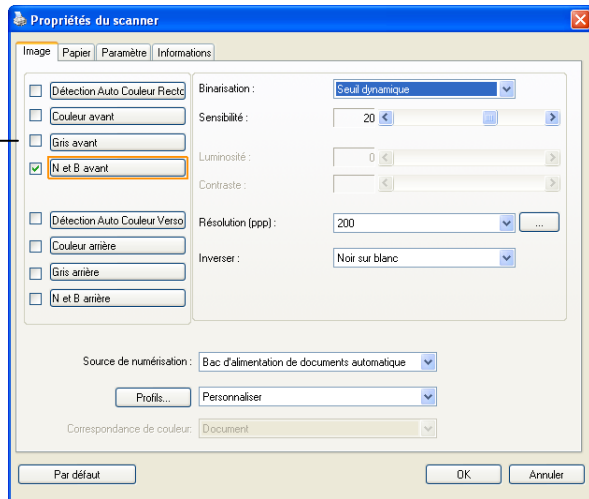 Propriétés du scanner
Image Papier Paramètre Informations
Détection Auto Couleur Recto
Couleur avant
Gris avant
N et B avant
Détection Auto Couleur Verso
Couleur arrière
Gris arrière
N et B arrière
Binarisation : Seuil dynamique
Sensibilité : 20
Luminosité : 0
Contraste :
Résolution (ppp) : 200 ...
Inverser : Noir sur blanc
Source de numérisation : Bac d'alimentation de documents automatique
Profils... Personnaliser
Correspondance de couleur: Document
Par défaut OK Annuler